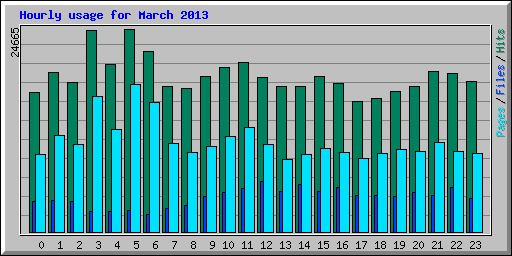 Hourly usage for March 2013
24665
Pages/Files/Hits
0 1 2 3 4 5 6 7 8 9 10 11 12 13 14 15 16 17 18 19 20 21 22 23